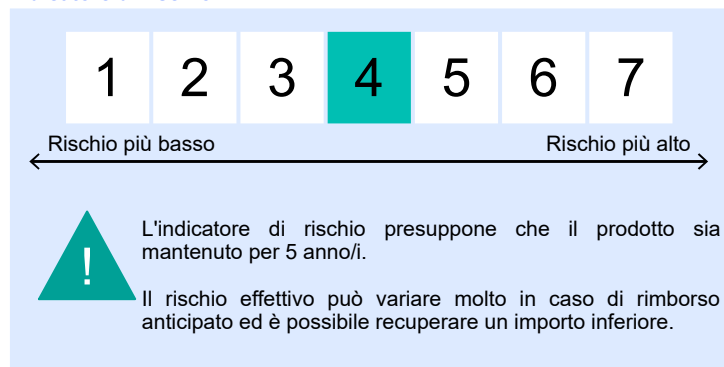 1 2 3 4 5 6 7
Rischio più basso Rischio più alto
L'indicatore di rischio presuppone che il prodotto sia
mantenuto per 5 anno/i.
!
Il rischio effettivo può variare molto in caso di rimborso
anticipato ed è possibile recuperare un importo inferiore.